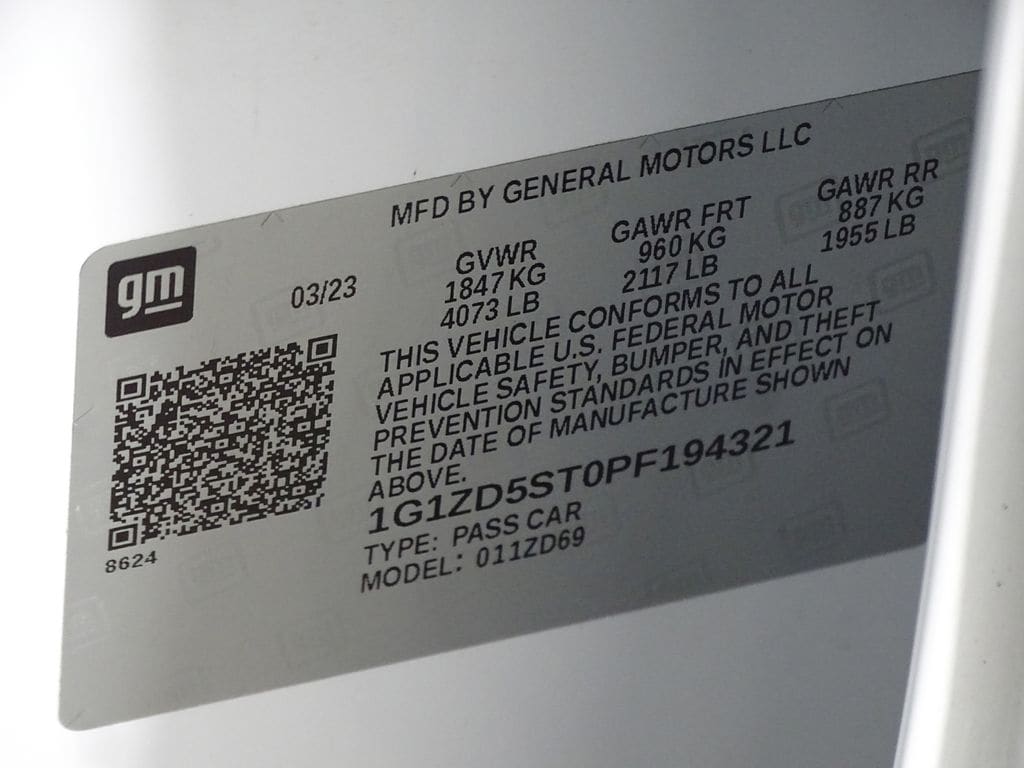 MFD BY GENERAL MOTORS LLC
gm
03/23
GVWR
1847 KG
4073 LB
GAWR FRT
960 KG
2117 LB
GAWR RR
887 KG
1955 LB
THIS VEHICLE CONFORMS TO ALL
APPLICABLE U.S. FEDERAL MOTOR
VEHICLE SAFETY, BUMPER, AND THEFT
PREVENTION STANDARDS IN EFFECT ON
THE DATE OF MANUFACTURE SHOWN
ABOVE.
1G1ZD5ST0PF194321
TYPE: PASS CAR
MODEL: 011ZD69
8624